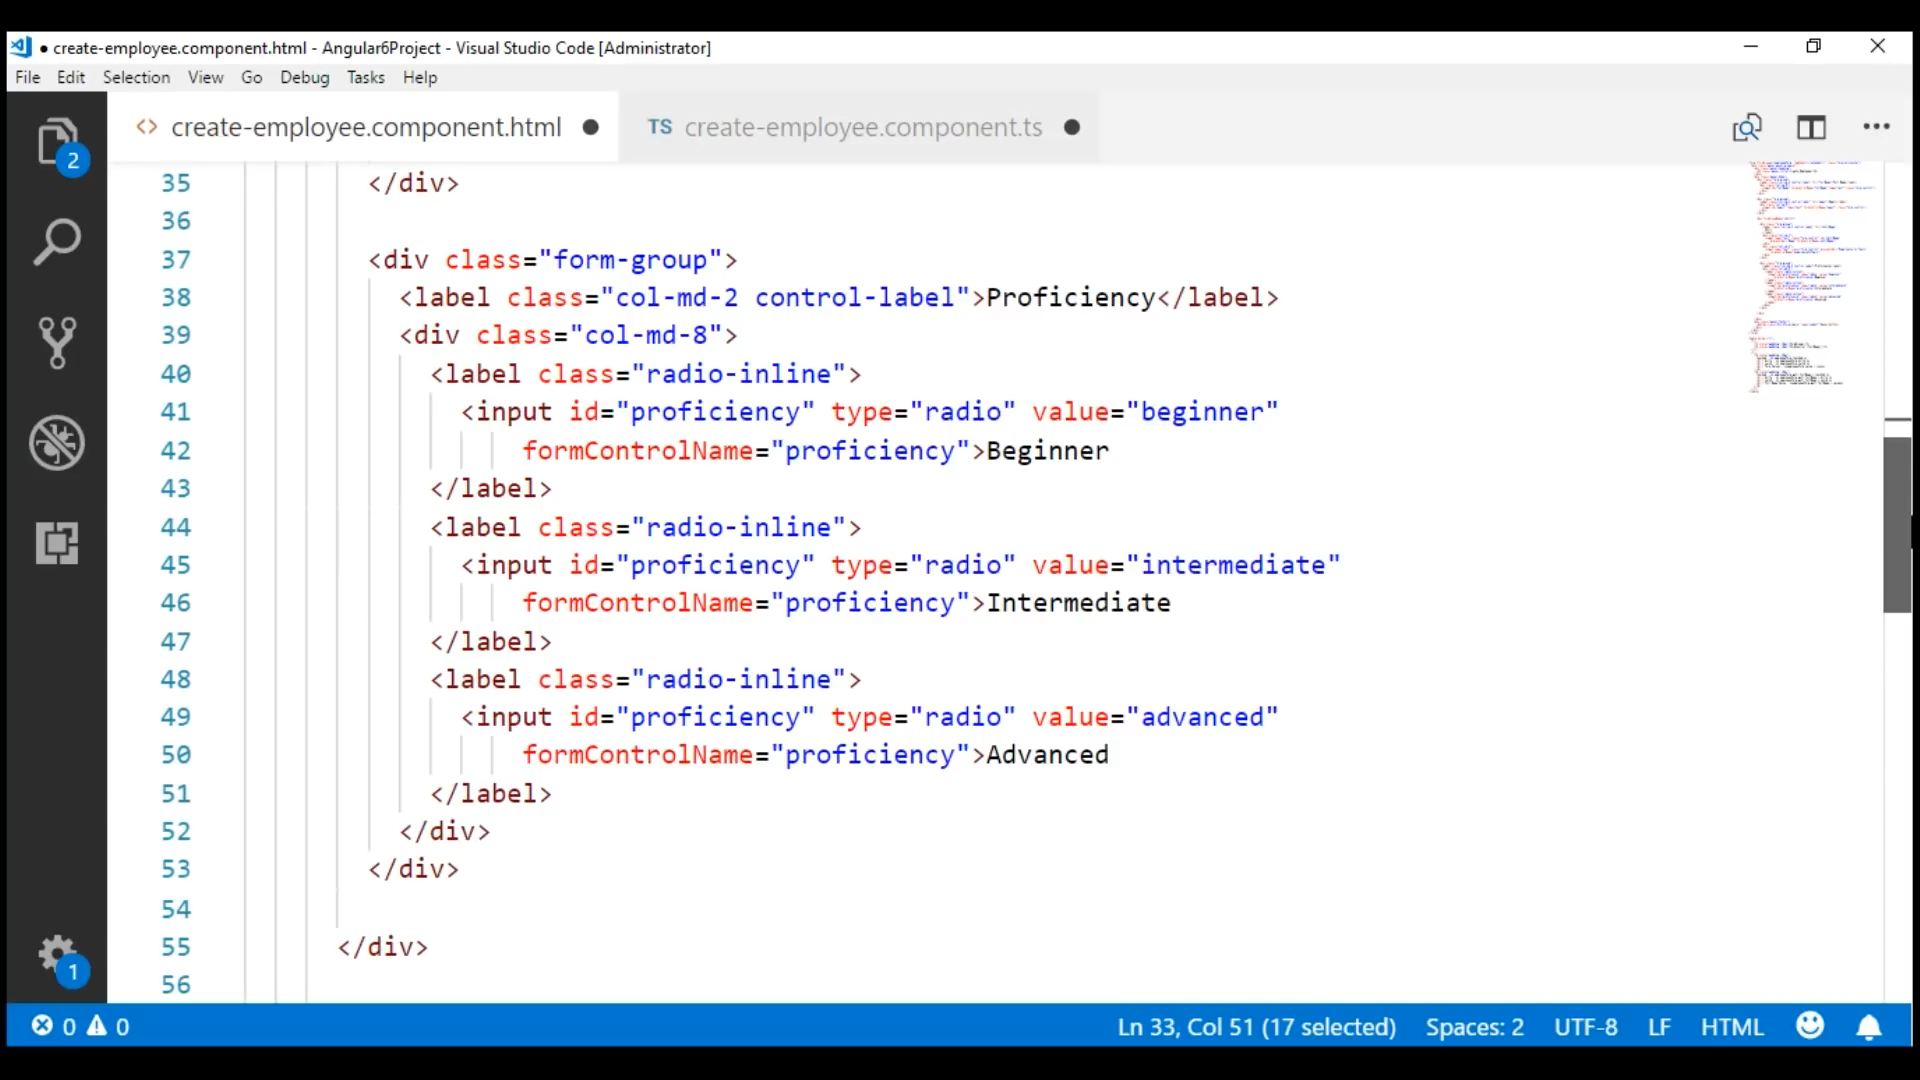 ● create-employee.component.html - Angular6Project - Visual Studio Code [Administrator]
File Edit Selection View Go Debug Tasks Help
<> create-employee.component.html ● TS create-employee.component.ts ●
2
35 </div>
36
37 <div class="form-group">
38 <label class="col-md-2 control-label">Proficiency</label>
39 <div class="col-md-8">
40 <label class="radio-inline">
41 <input id="proficiency" type="radio" value="beginner"
42 formControlName="proficiency">Beginner
43 </label>
44 <label class="radio-inline">
45 <input id="proficiency" type="radio" value="intermediate"
46 formControlName="proficiency">Intermediate
47 </label>
48 <label class="radio-inline">
49 <input id="proficiency" type="radio" value="advanced"
50 formControlName="proficiency">Advanced
51 </label>
52 </div>
53 </div>
54
55 </div>
56
1
0 0 Ln 33, Col 51 (17 selected) Spaces: 2 UTF-8 LF HTML